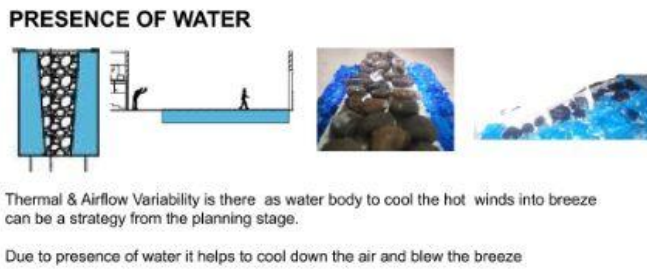 PRESENCE OF WATER
Thermal & Airflow Variability is there as water body to cool the hot winds into breeze
can be a strategy from the planning stage.
Due to presence of water it helps to cool down the air and blew the breeze